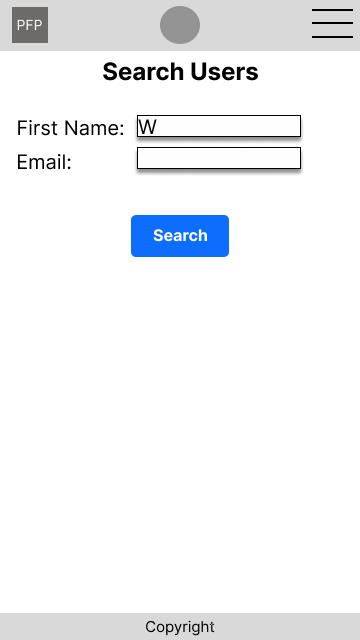 PFP
Search Users
First Name: W
Email:
Search
Copyright